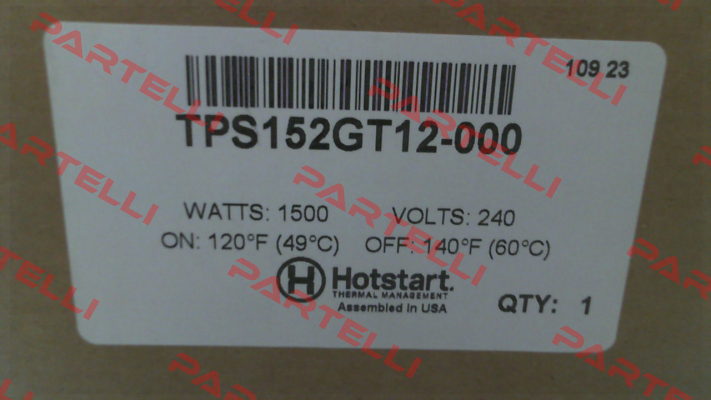 109 23
TPS152GT12-000
WATTS: 1500 VOLTS: 240
ON: 120°F (49°C) OFF: 140°F (60°C)
H Hotstart.
THERMAL MANAGEMENT
Assembled in USA
QTY: 1
PARTELLI
PARTELLI
PARTELLI
PARTELLI
PARTELLI
PARTELLI
PARTELLI
PARTELLI